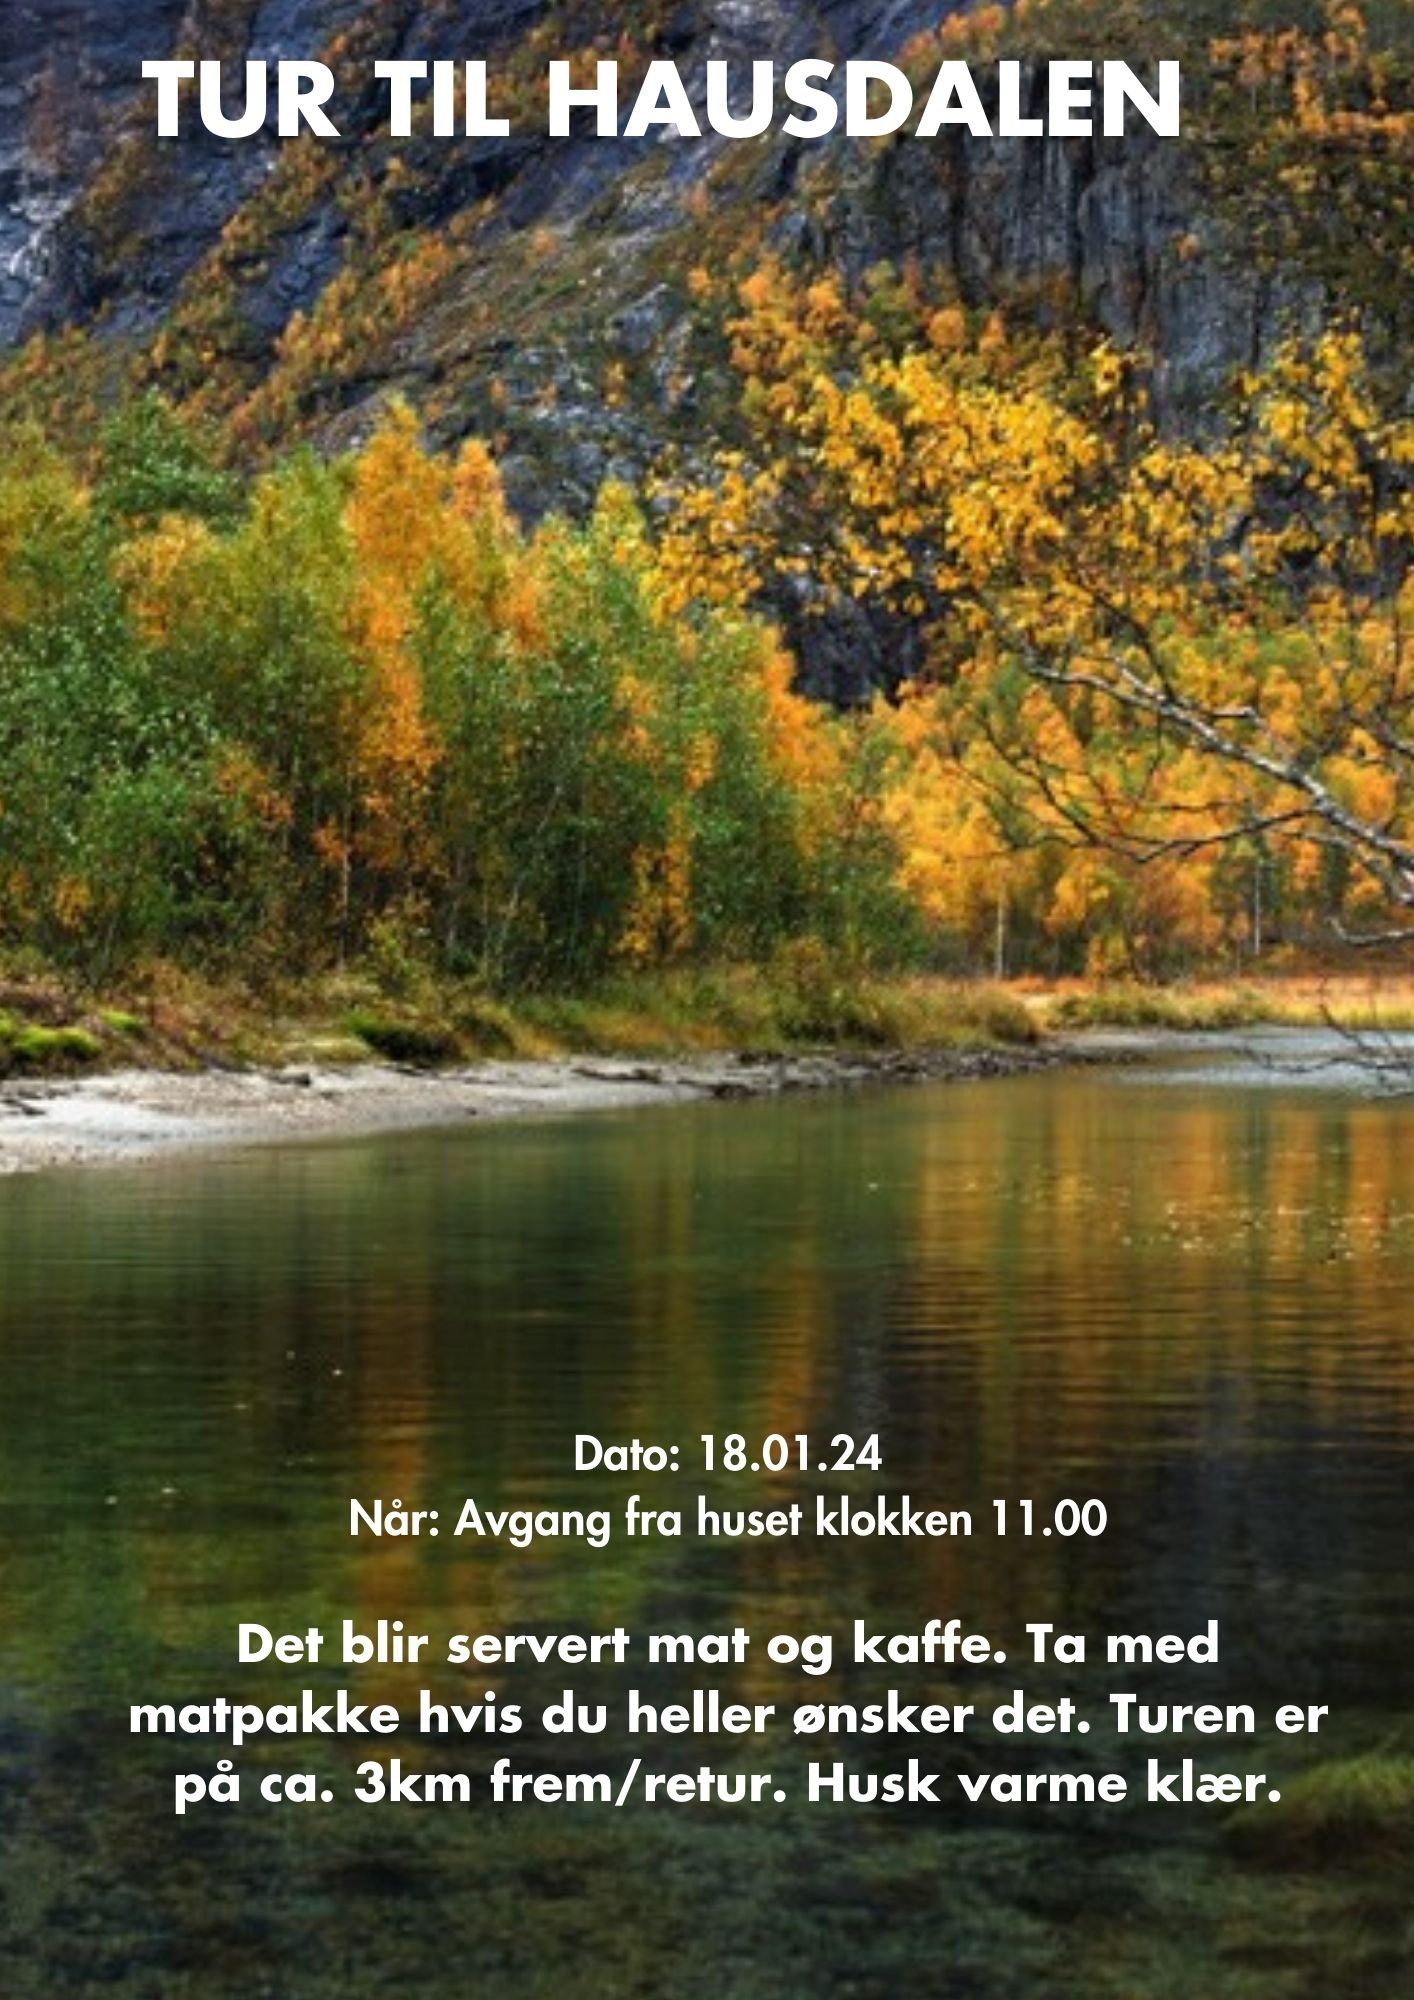 TUR TIL HAUSDALEN
Dato: 18.01.24
Når: Avgang fra huset klokken 11.00
Det blir servert mat og kaffe. Ta med
matpakke hvis du heller ønsker det. Turen er
på ca. 3km frem/retur. Husk varme klær.